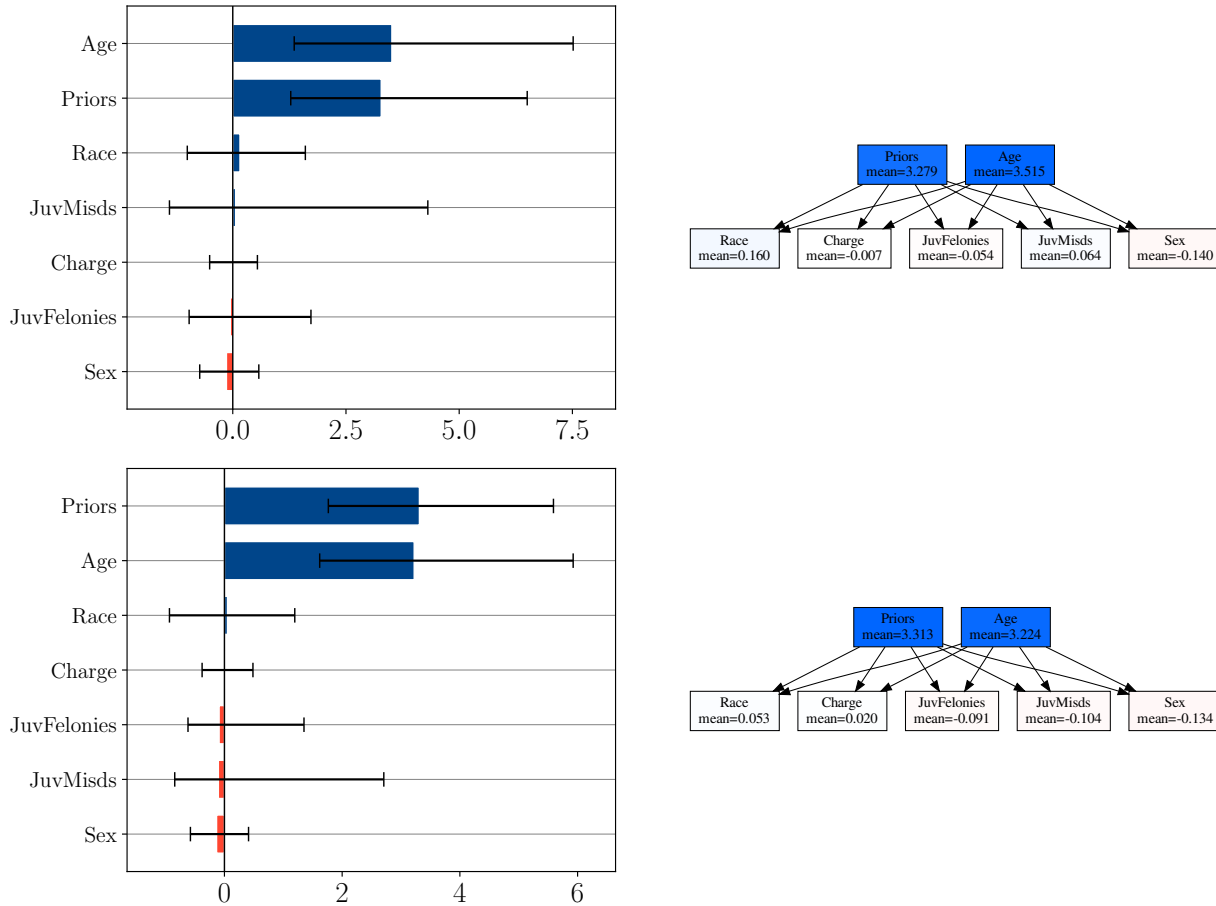 Age
Priors
Race
JuvMisds
Charge
JuvFelonies
Sex
0.0 2.5 5.0 7.5
Priors
mean=3.279
Age
mean=3.515
Race
mean=0.160
Charge
mean=-0.007
JuvFelonies
mean=-0.054
JuvMisds
mean=0.064
Sex
mean=-0.140
Priors
Age
Race
Charge
JuvFelonies
JuvMisds
Sex
0 2 4 6
Priors
mean=3.313
Age
mean=3.224
Race
mean=0.053
Charge
mean=0.020
JuvFelonies
mean=-0.091
JuvMisds
mean=-0.104
Sex
mean=-0.134